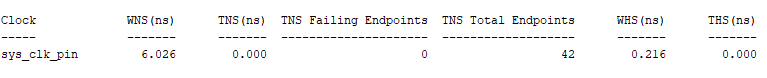 Clock WNS(ns) TNS(ns) TNS Failing Endpoints TNS Total Endpoints WHS(ns) THS(ns)
----- ------- ------- --------------------- ------------------- ------- -------
sys_clk_pin 6.026 0.000 0 42 0.216 0.000